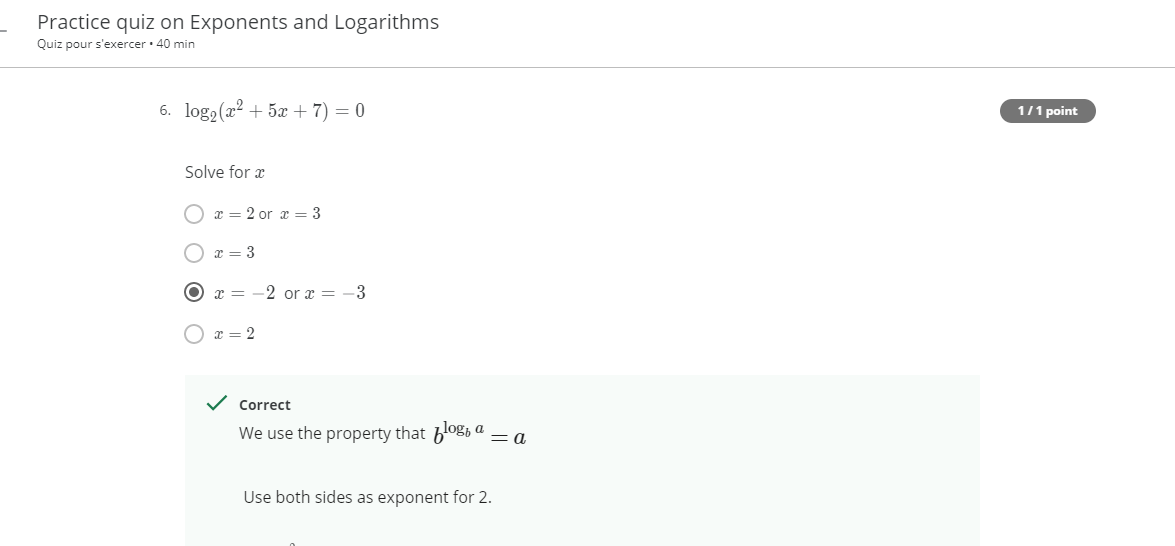 Practice quiz on Exponents and Logarithms
Quiz pour s'exercer • 40 min
6. log₂(x² + 5x + 7) = 0
1 / 1 point
Solve for x
x = 2 or x = 3
x = 3
x = −2 or x = −3
x = 2
Correct
We use the property that b^{log_b a} = a
Use both sides as exponent for 2.